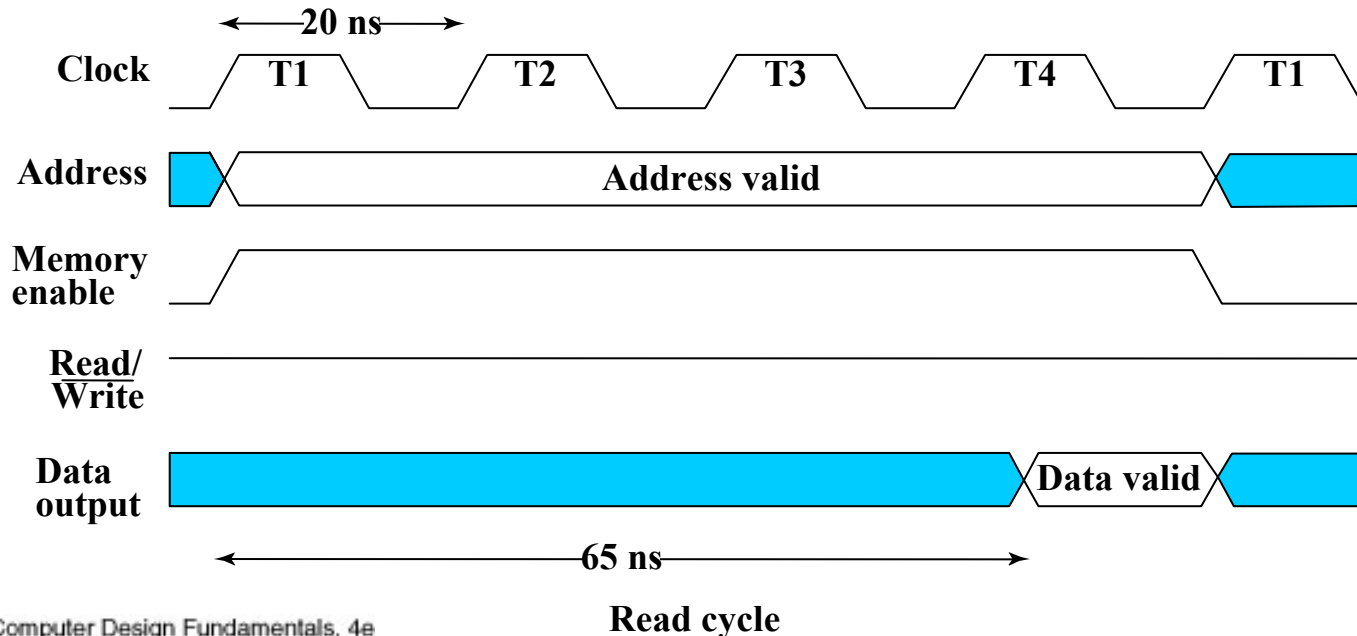 20 ns
Clock
T1
T2
T3
T4
T1
Address
Address valid
Memory
enable
Read/
Write
Data
output
Data valid
65 ns
Read cycle
Computer Design Fundamentals, 4e